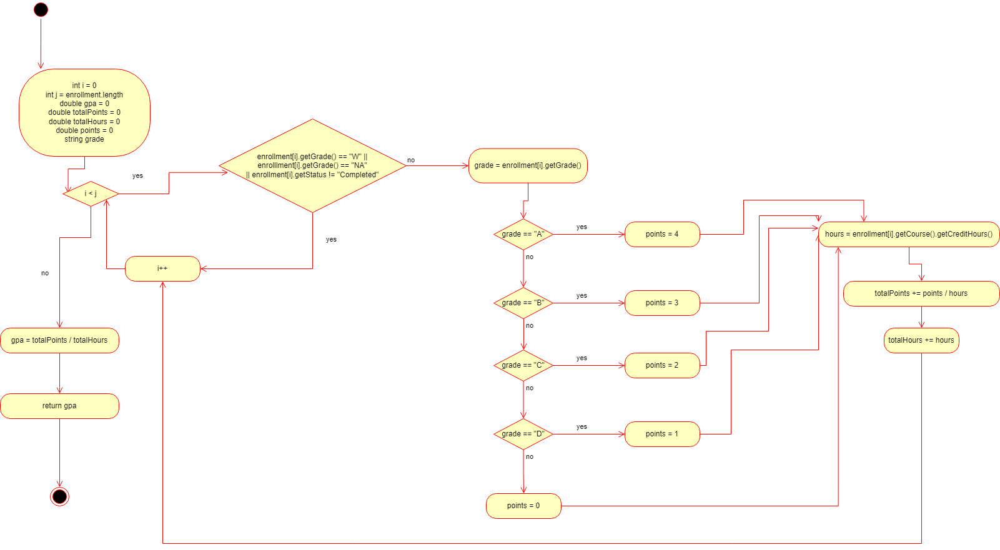 int i = 0
int j = enrollment.length
double gpa = 0
double totalPoints = 0
double totalHours = 0
double points = 0
string grade
i < j
yes
no
enrollment[i].getGrade() == "W" ||
enrolllment[i].getGrade() == "NA"
|| enrollment[i].getStatus != "Completed"
no
yes
i++
gpa = totalPoints / totalHours
return gpa
grade = enrollment[i].getGrade()
grade == "A"
yes
points = 4
no
grade == "B"
yes
points = 3
no
grade == "C"
yes
points = 2
no
grade == "D"
yes
points = 1
no
points = 0
hours = enrollment[i].getCourse().getCreditHours()
totalPoints += points / hours
totalHours += hours